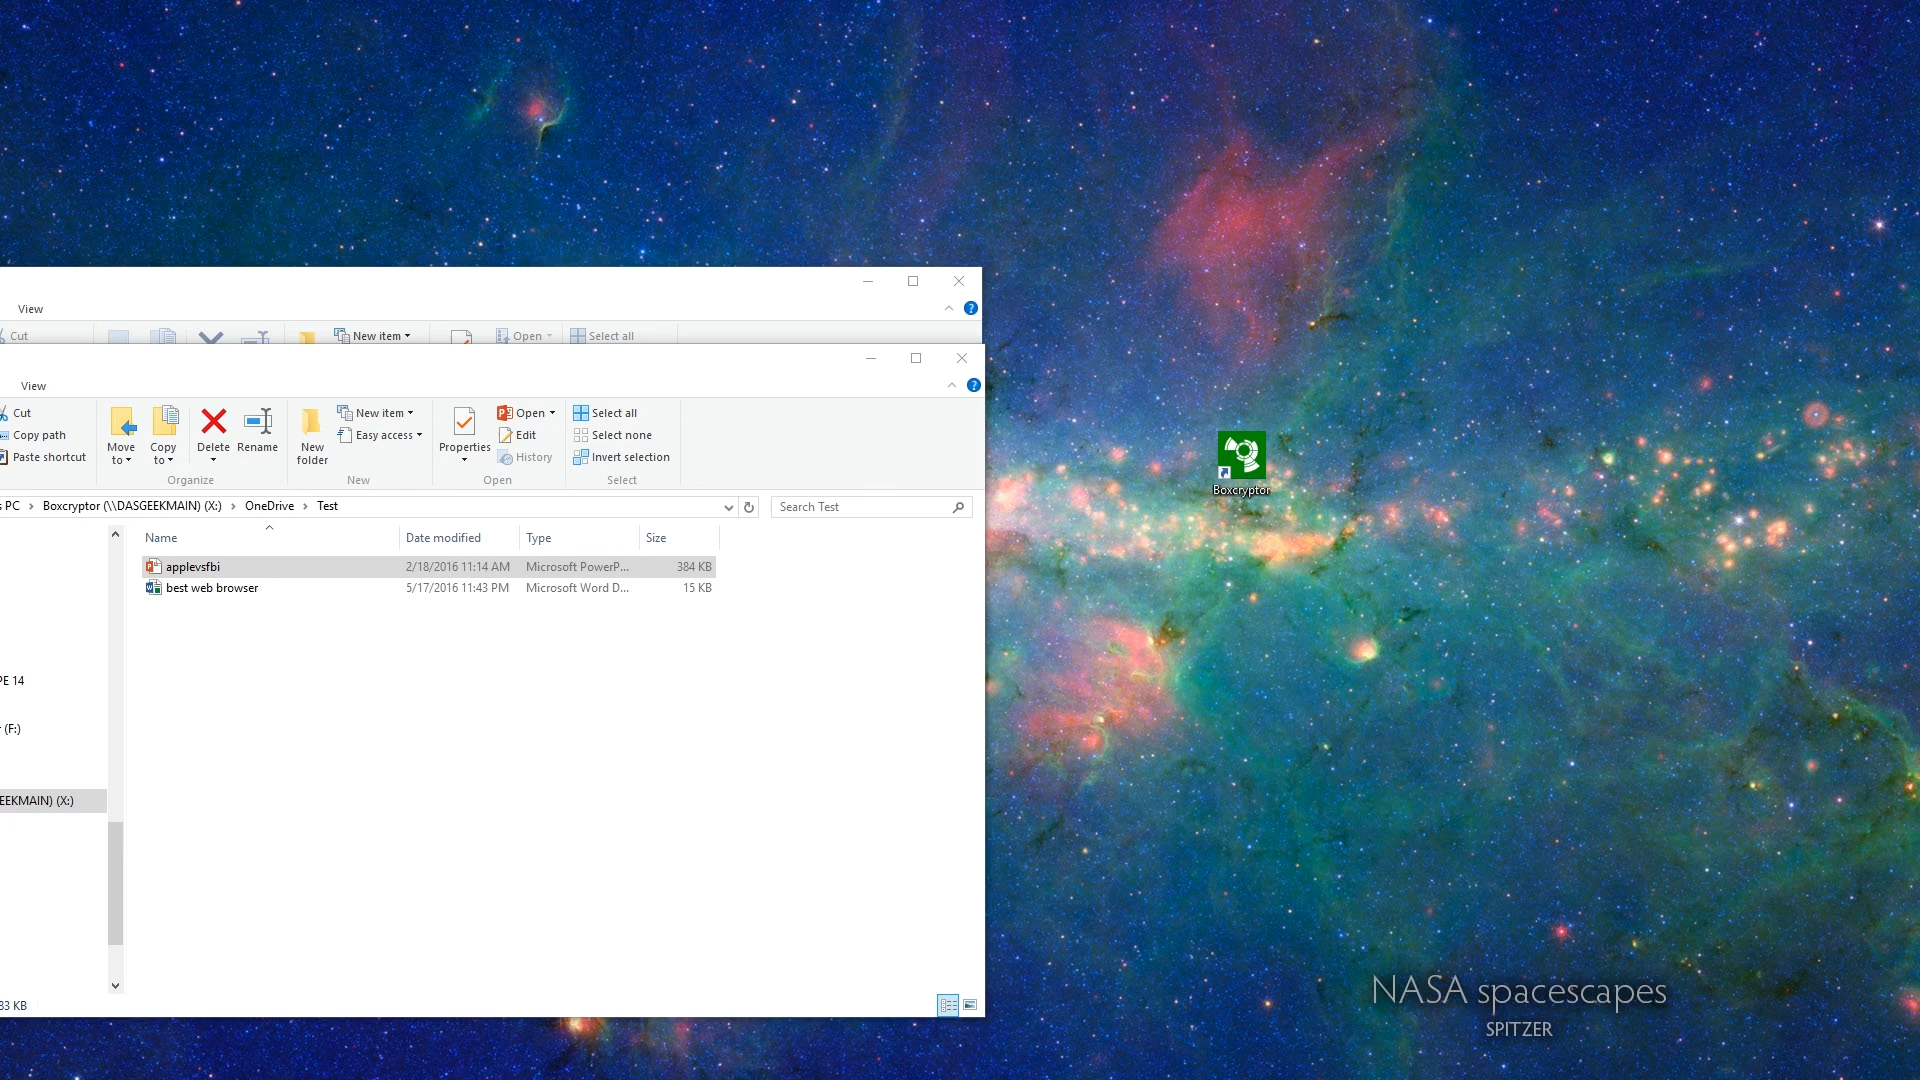 View
Cut
New item
Open
Select all
View
Cut
Copy path
Paste shortcut
Move to
Copy to
Delete
Rename
Organize
New folder
New item
Easy access
New
Properties
Open
Edit
History
Open
Select all
Select none
Invert selection
Select
s PC > Boxcryptor (\\DASGEEKMAIN) (X:) > OneDrive > Test
Search Test
Name Date modified Type Size
applevsfbi 2/18/2016 11:14 AM Microsoft PowerP... 384 KB
best web browser 5/17/2016 11:43 PM Microsoft Word D... 15 KB
PE 14
(F:)
EEKMAIN) (X:)
83 KB
Boxcryptor
NASA spacescapes
SPITZER